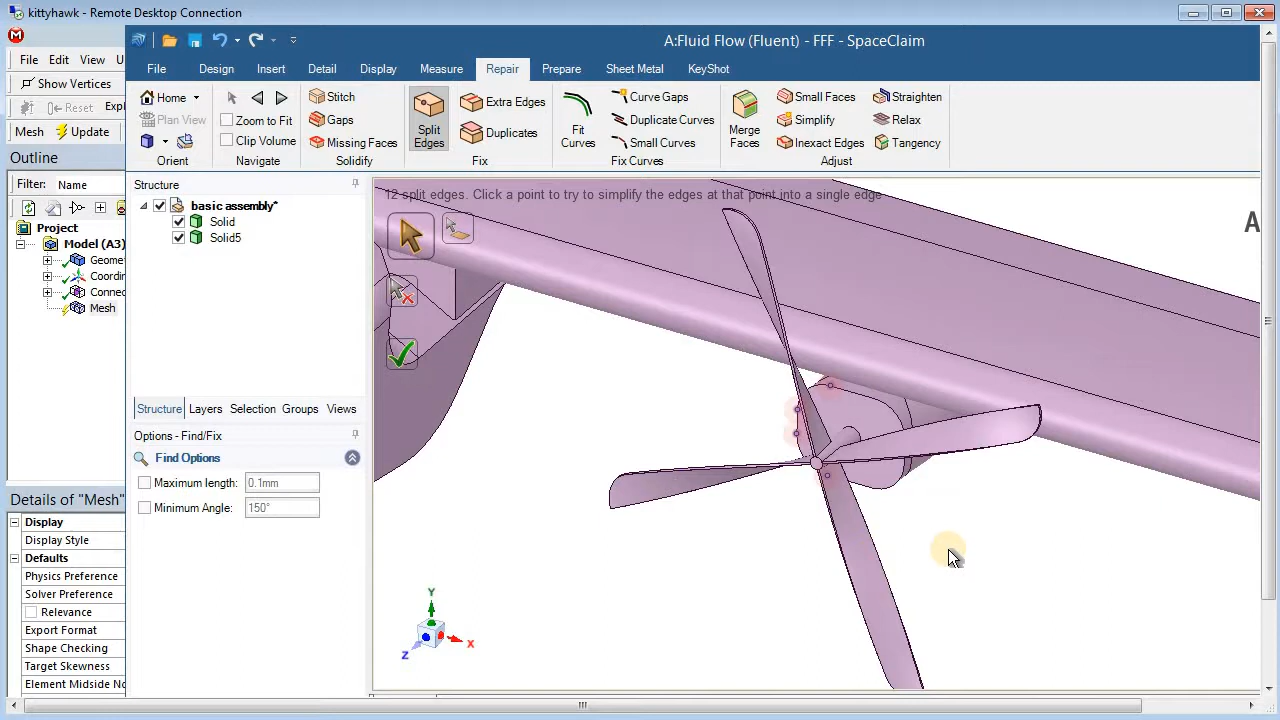 kittyhawk - Remote Desktop Connection
A:Fluid Flow (Fluent) - FFF - SpaceClaim
File Edit View U
File Design Insert Detail Display Measure Repair Prepare Sheet Metal KeyShot
Show Vertices
Reset Expl
Mesh Update
Home
Plan View
Orient
Zoom to Fit
Clip Volume
Navigate
Stitch
Gaps
Missing Faces
Solidify
Split Edges
Extra Edges
Duplicates
Fix
Fit Curves
Curve Gaps
Duplicate Curves
Small Curves
Fix Curves
Merge Faces
Small Faces
Simplify
Inexact Edges
Straighten
Relax
Tangency
Adjust
Outline
Filter: Name
Project
Model (A3)
Geome
Coordin
Connec
Mesh
Structure
basic assembly*
Solid
Solid5
Structure Layers Selection Groups Views
Options - Find/Fix
Find Options
Maximum length: 0.1mm
Minimum Angle: 150°
12 split edges. Click a point to try to simplify the edges at that point into a single edge
A
Y
X
Z
Details of "Mesh"
Display
Display Style
Defaults
Physics Preference
Solver Preference
Relevance
Export Format
Shape Checking
Target Skewness
Element Midside No